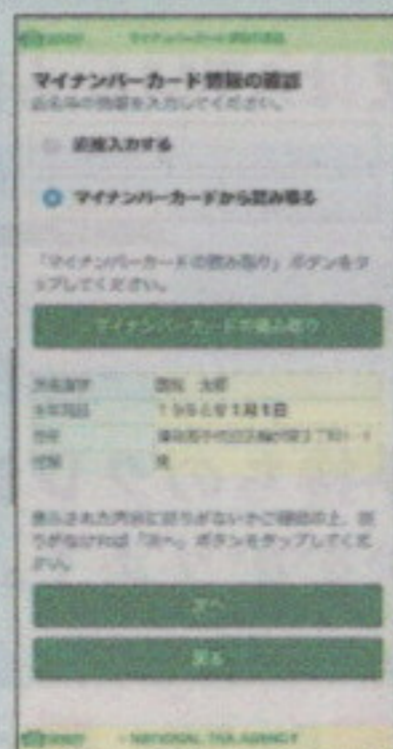 マイナンバーカード情報の確認
氏名等の情報を入力してください。
直接入力する
マイナンバーカードから読み取る
「マイナンバーカードの読み取り」ボタンをタ
ップしてください。
マイナンバーカードの読み取り
国税 太郎
生年月日
1月1日
住所
性別
男
表示された内容に誤りがないかご確認の上、誤
りがなければ「次へ」ボタンをタップしてくだ
さい。
次へ
戻る
NATIONAL TAX AGENCY